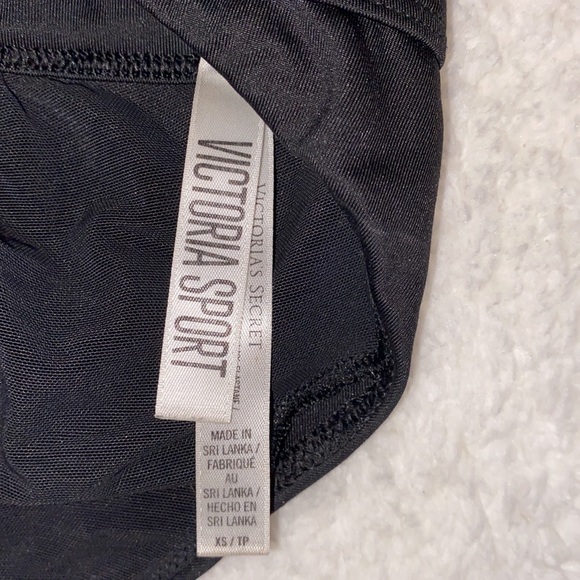 VICTORIA SPORT
VICTORIA'S SECRET
MADE IN
SRI LANKA /
FABRIQUÉ
AU
SRI LANKA /
HECHO EN
SRI LANKA
XS / TP